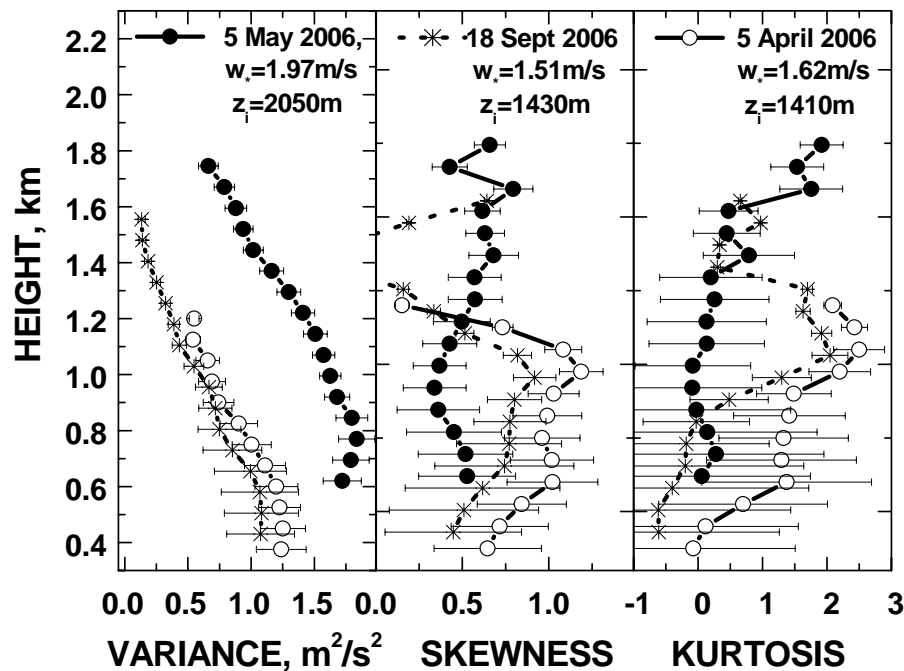 5 May 2006,
w*=1.97m/s
zi=2050m
18 Sept 2006
w*=1.51m/s
zi=1430m
5 April 2006
w*=1.62m/s
zi=1410m
HEIGHT, km
2.2
2.0
1.8
1.6
1.4
1.2
1.0
0.8
0.6
0.4
0.0 0.5 1.0 1.5 2.0
0.5 1.0
-1 0 1 2 3
VARIANCE, m²/s²
SKEWNESS
KURTOSIS